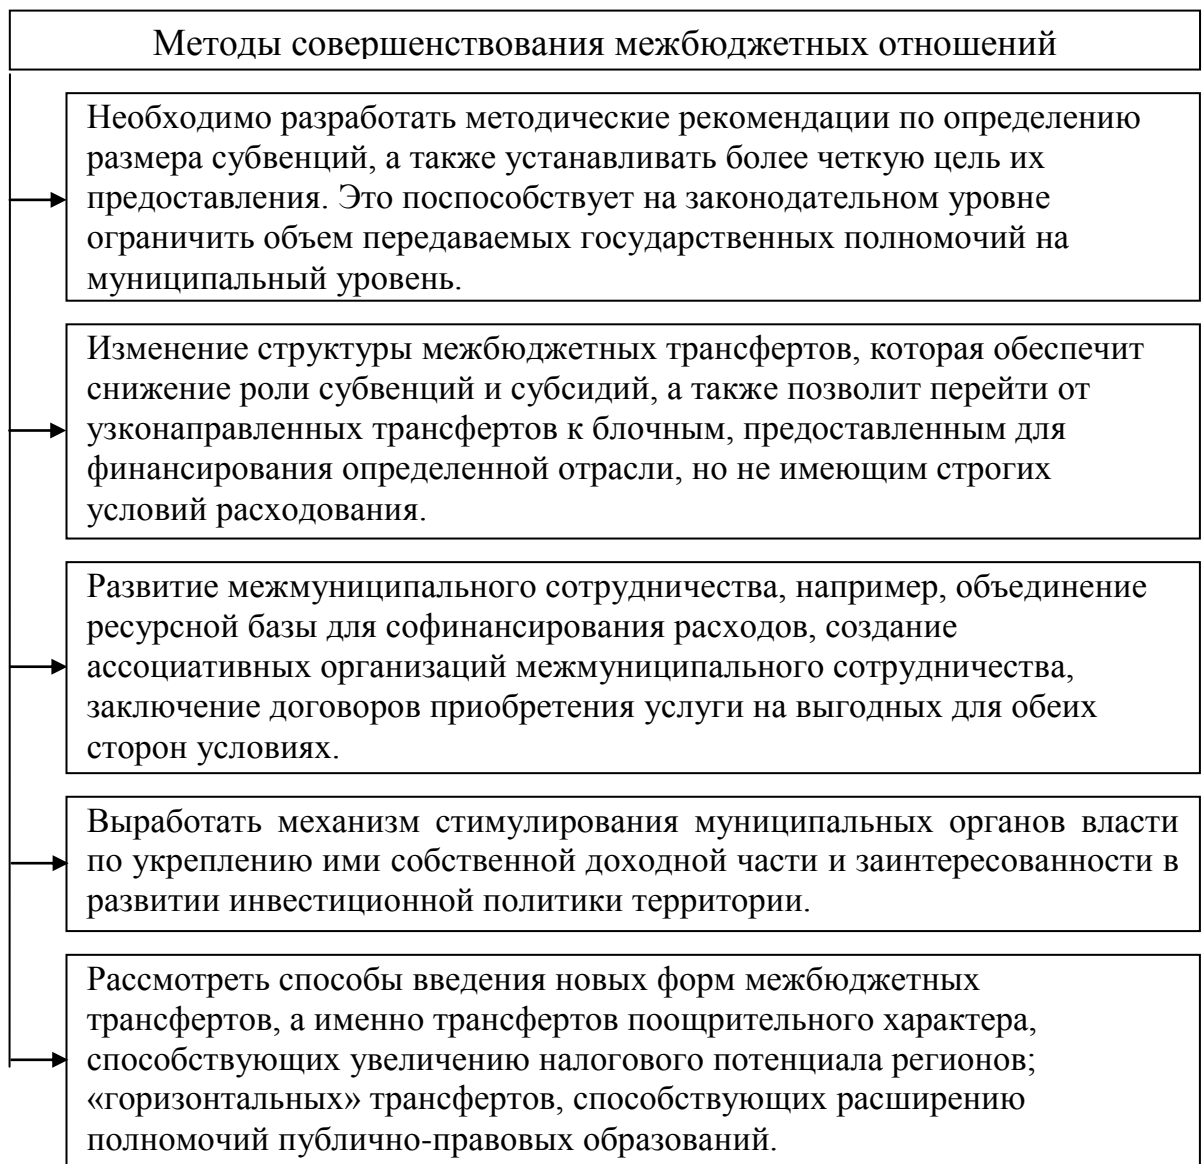 Методы совершенствования межбюджетных отношений
Необходимо разработать методические рекомендации по определению
размера субвенций, а также устанавливать более четкую цель их
предоставления. Это поспособствует на законодательном уровне
ограничить объем передаваемых государственных полномочий на
муниципальный уровень.
Изменение структуры межбюджетных трансфертов, которая обеспечит
снижение роли субвенций и субсидий, а также позволит перейти от
узконаправленных трансфертов к блочным, предоставленным для
финансирования определенной отрасли, но не имеющим строгих
условий расходования.
Развитие межмуниципального сотрудничества, например, объединение
ресурсной базы для софинансирования расходов, создание
ассоциативных организаций межмуниципального сотрудничества,
заключение договоров приобретения услуги на выгодных для обеих
сторон условиях.
Выработать механизм стимулирования муниципальных органов власти
по укреплению ими собственной доходной части и заинтересованности в
развитии инвестиционной политики территории.
Рассмотреть способы введения новых форм межбюджетных
трансфертов, а именно трансфертов поощрительного характера,
способствующих увеличению налогового потенциала регионов;
«горизонтальных» трансфертов, способствующих расширению
полномочий публично-правовых образований.